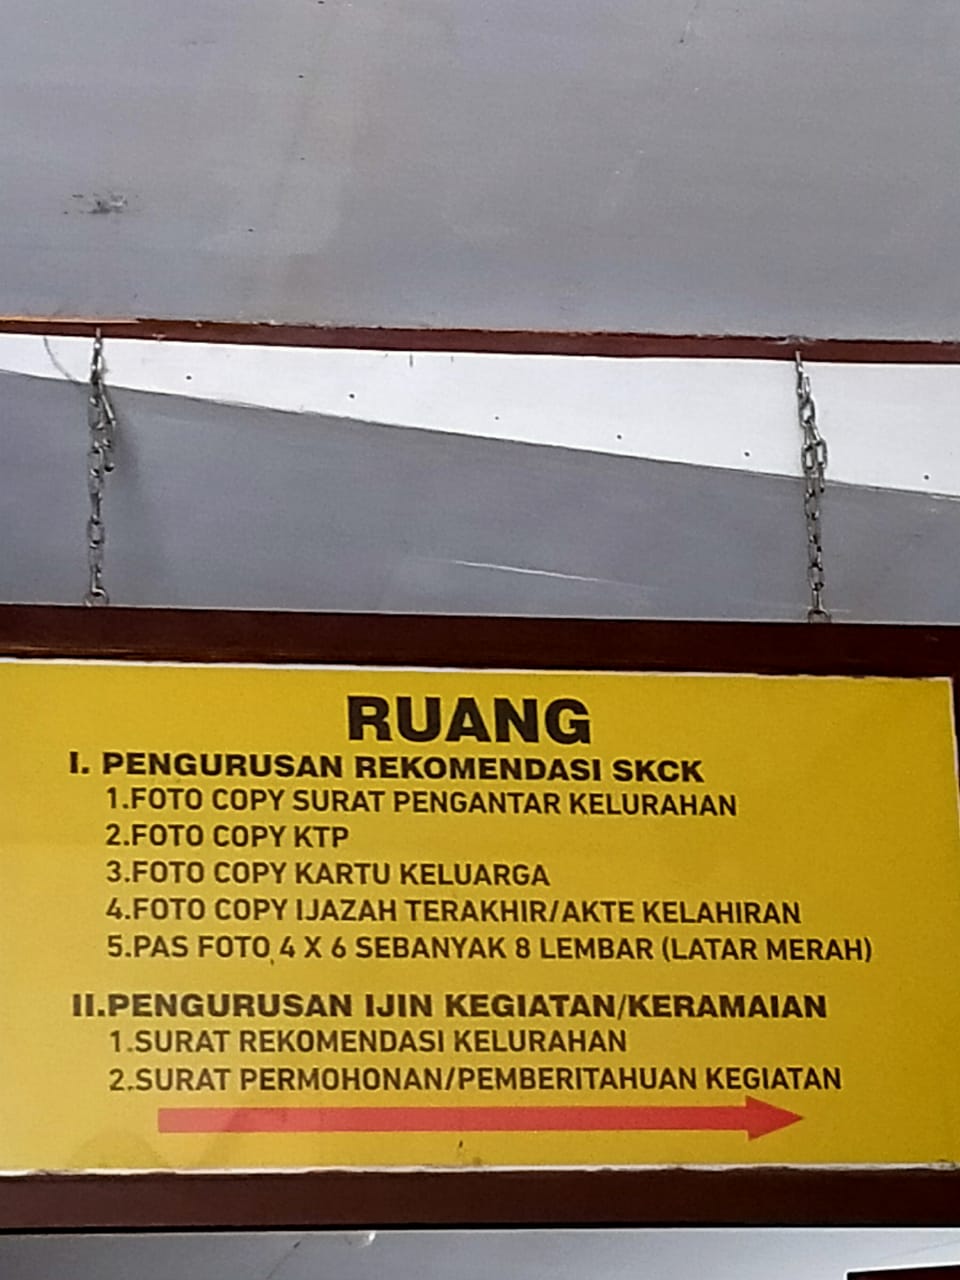 RUANG
I. PENGURUSAN REKOMENDASI SKCK
1.FOTO COPY SURAT PENGANTAR KELURAHAN
2.FOTO COPY KTP
3.FOTO COPY KARTU KELUARGA
4.FOTO COPY IJAZAH TERAKHIR/AKTE KELAHIRAN
5.PAS FOTO 4 X 6 SEBANYAK 8 LEMBAR (LATAR MERAH)
II.PENGURUSAN IJIN KEGIATAN/KERAMAIAN
1.SURAT REKOMENDASI KELURAHAN
2.SURAT PERMOHONAN/PEMBERITAHUAN KEGIATAN